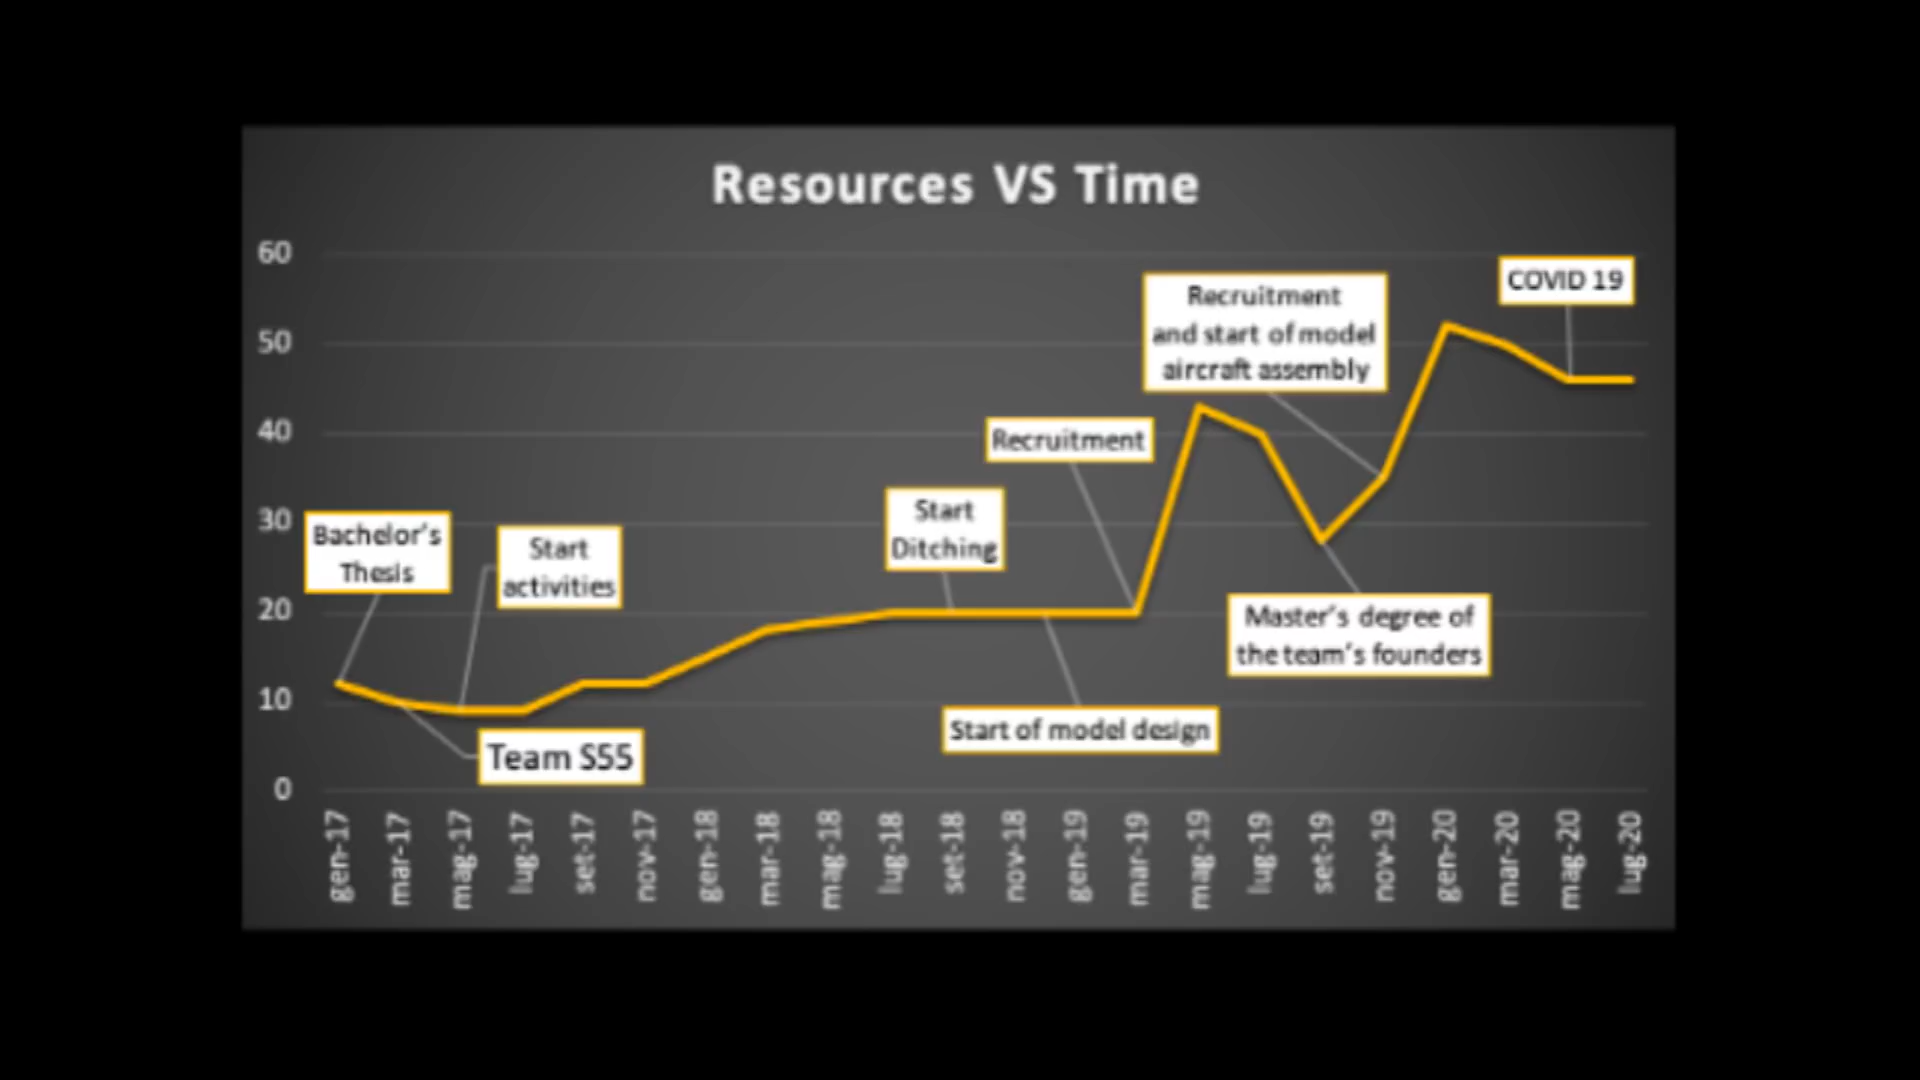 Resources VS Time
60
50
40
30
20
10
0
Bachelor's
Thesis
Start
activities
Team S55
Start
Ditching
Recruitment
Start of model design
Recruitment
and start of model
aircraft assembly
Master's degree of
the team's founders
COVID 19
gen-17
mar-17
mag-17
lug-17
set-17
nov-17
gen-18
mar-18
mag-18
lug-18
set-18
nov-18
gen-19
mar-19
mag-19
lug-19
set-19
nov-19
gen-20
mar-20
mag-20
lug-20